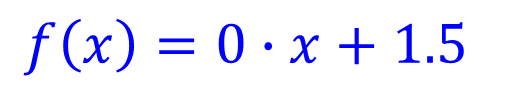 f(x) = 0 · x + 1.5